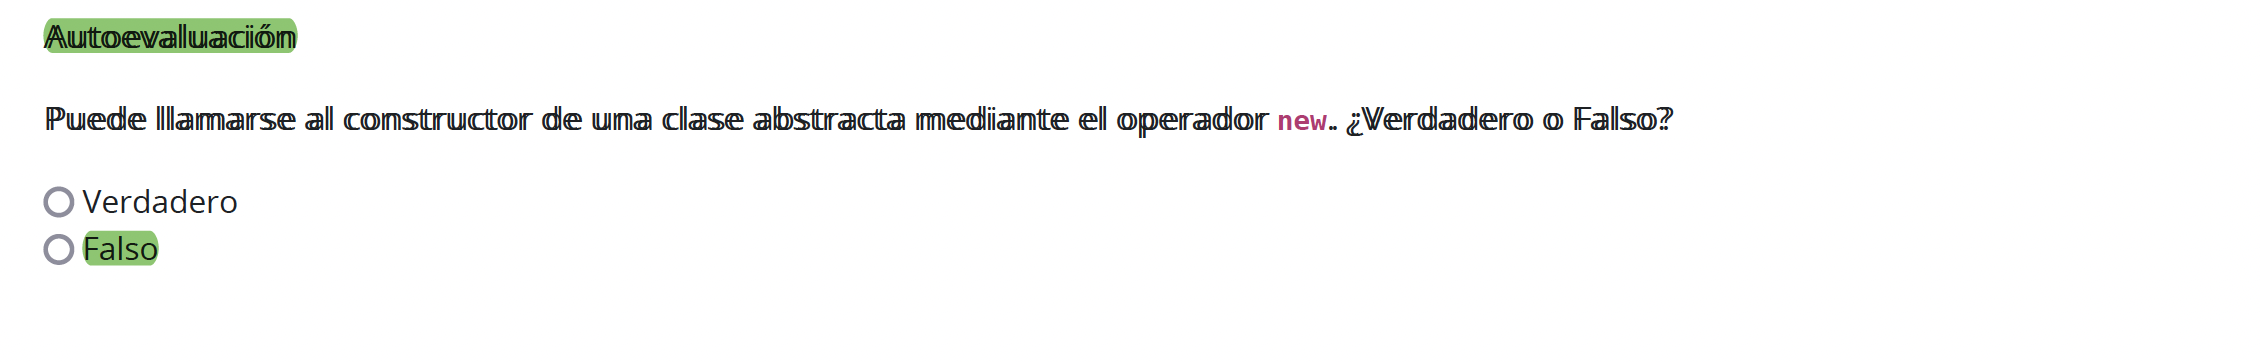 Autoevaluación
Puede llamarse al constructor de una clase abstracta mediante el operador new. ¿Verdadero o Falso?
Verdadero
Falso